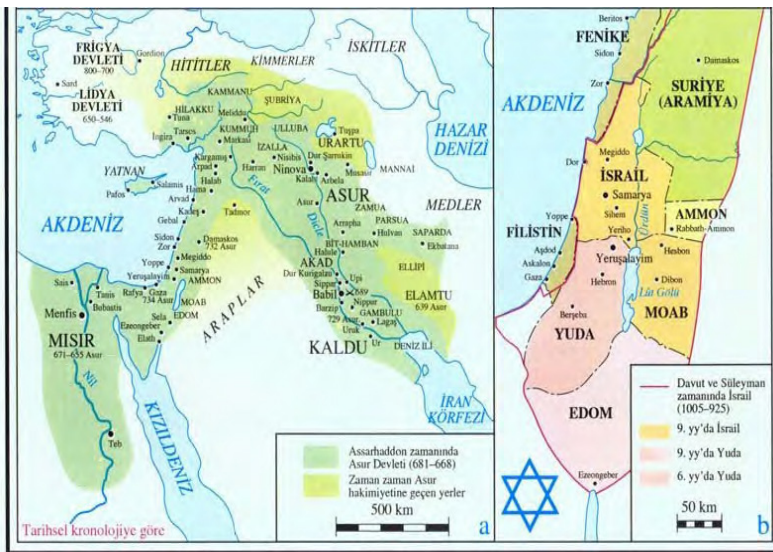 FRİGYA
DEVLETİ
800–700
Gordion
HİTİTLER
KİMMERLER
İSKİTLER
Sard
LİDYA
DEVLETİ
650–546
KAMMANU
ŞUBRİYA
HİLAKKU
Tuna
Meliddu
Tarsos
İngira
KUMMUH
Markasi
ULLUBA
Tuşpa
URARTU
HAZAR
DENİZİ
İZALLA
Nisibis
Dur Şarrukin
Kargamış
Arpad
Harran
Ninova
Musasır
MANNAI
Kalah
Arbela
YATNAN
Salamis
Pafos
Halab
Hama
Fırat
ASUR
Asur
Dicle
ZAMUA
MEDLER
Arvad
Kadeş
Tadmor
Arrapha
PARSUA
Hulvan
SAPARDA
Ekbatana
AKDENİZ
Gebal
Sidon
Zor
Damaskos
732 Asur
BİT-HAMBAN
Halule
AKAD
Dur Kurigalzu
ELLIPİ
Megiddo
Yoppe
Samarya
Yeruşalayim
AMMON
Upi
Sippar
Babil
689
ELAMTU
639 Asur
Sais
Tanis
Bubastis
Rafya
Gaza
734 Asur
MOAB
ARAPLAR
Nippur
Barzip
729 Asur
GAMBULU
Lagaş
Uruk
Ur
Menfis
Sela
EDOM
Ezeongeber
Elath
MISIR
671–655 Asur
KALDU
DENİZ İLİ
Nil
KIZILDENİZ
İRAN
KÖRFEZİ
Teb
Assarhaddon zamanında
Asur Devleti (681–668)
Zaman zaman Asur
hakimiyetine geçen yerler
500 km
a
Tarihsel kronolojiye göre
Beritos
FENİKE
Sidon
Damaskos
Zor
SURİYE
(ARAMİYA)
AKDENİZ
Dor
Megiddo
İSRAİL
Samarya
Sihem
Ürdün
AMMON
Rabbath-Ammon
Yoppe
FİLİSTİN
Yeriho
Aşdod
Yeruşalayim
Hesbon
Askalon
Gaza
Hebron
Dibon
Lût Gölü
Berşeba
MOAB
YUDA
EDOM
Ezeongeber
Davut ve Süleyman
zamanında İsrail
(1005–925)
9. yy'da İsrail
9. yy'da Yuda
6. yy'da Yuda
50 km
b